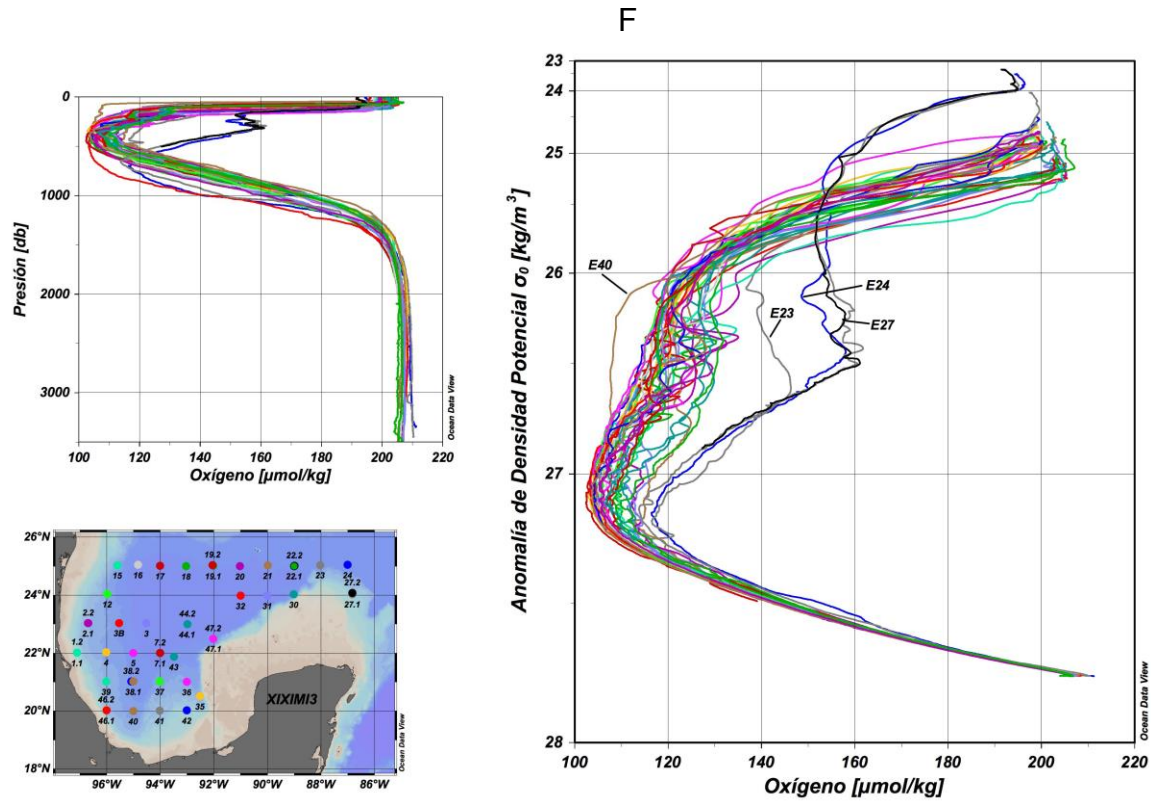 F
0
1000
2000
3000
Presión [db]
100 120 140 160 180 200 220
Oxígeno [µmol/kg]
Ocean Data View
26°N
24°N
22°N
20°N
18°N
96°W 94°W 92°W 90°W 88°W 86°W
15 16 17 18 19.2 19.1 20 21 22.2 22.1 23 24
27.2
27.1
12 32 31 30
2.2
2.1 3B 3 44.2
44.1 47.2
47.1
1.2
1.1 4 5 7.2
7.1 43
38.2
39 38.1 37 36
46.2 35
46.1 40 41 42
XIXIMI3
Ocean Data View
23
24
25
26
27
28
Anomalía de Densidad Potencial σ0 [kg/m3]
E40
E23
E24
E27
100 120 140 160 180 200 220
Oxígeno [µmol/kg]
Ocean Data View